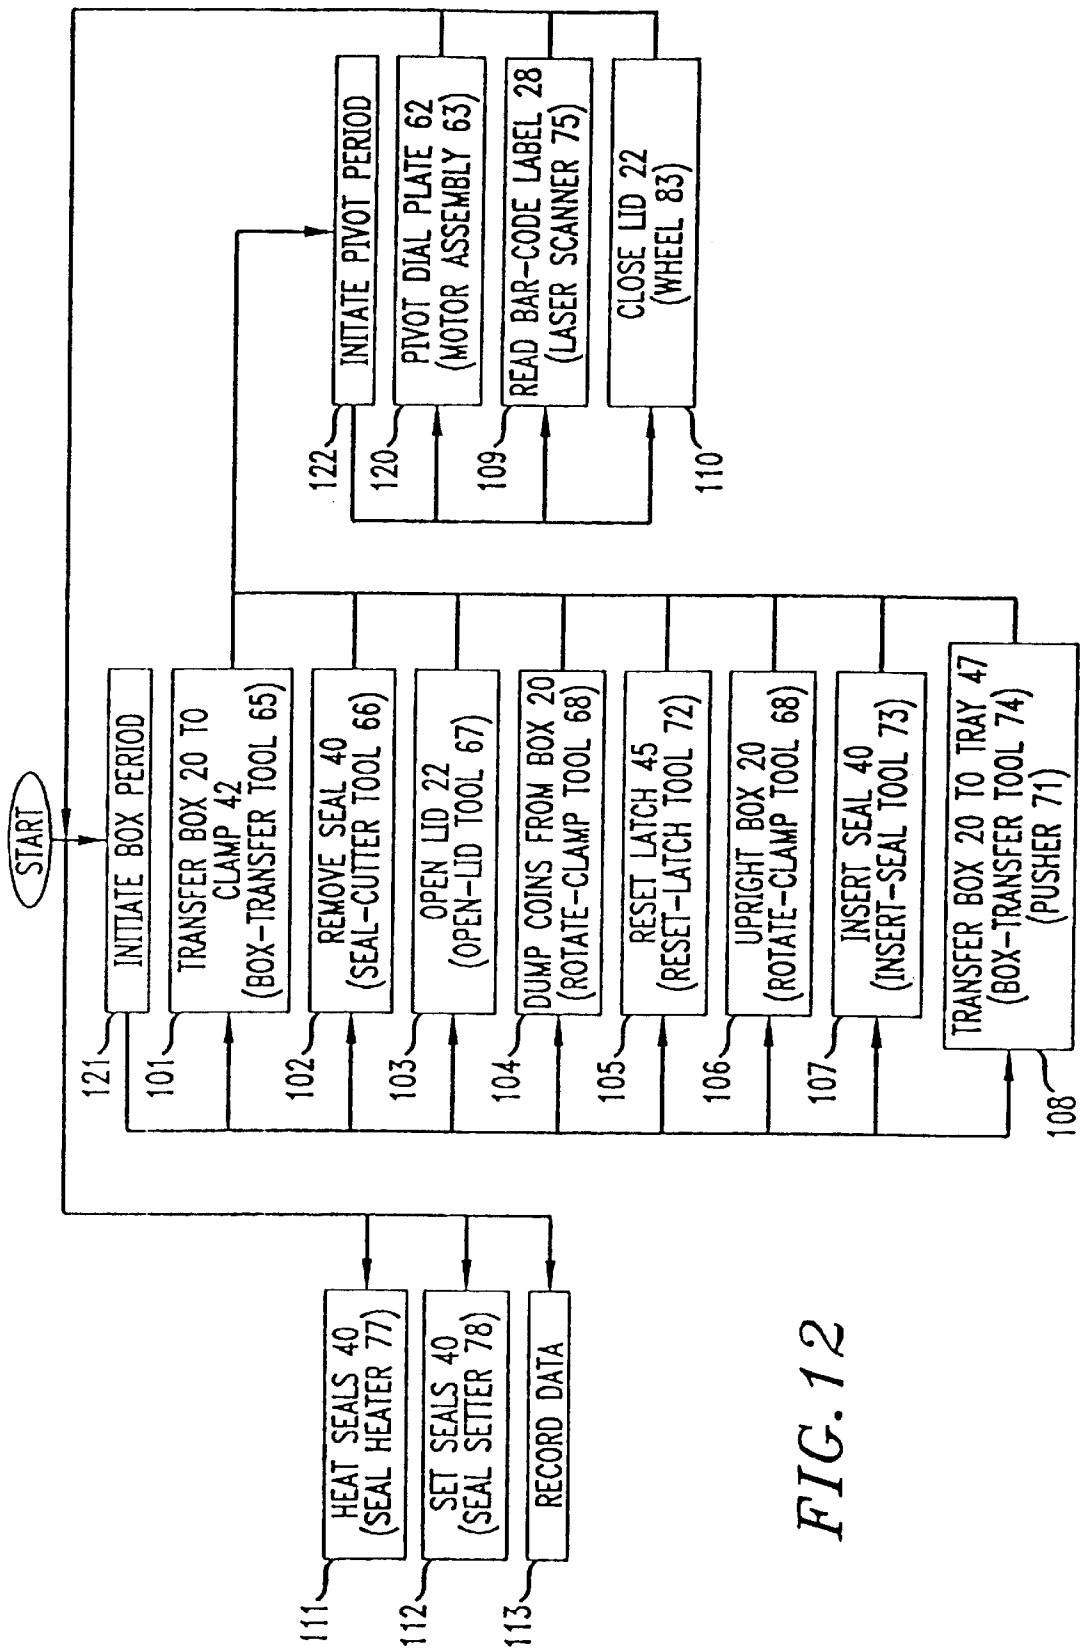 START
111
HEAT SEALS 40
(SEAL HEATER 77)
112
SET SEALS 40
(SEAL SETTER 78)
113
RECORD DATA
121
INITIATE BOX PERIOD
101
TRANSFER BOX 20 TO
CLAMP 42
(BOX-TRANSFER TOOL 65)
102
REMOVE SEAL 40
(SEAL-CUTTER TOOL 66)
103
OPEN LID 22
(OPEN-LID TOOL 67)
104
DUMP COINS FROM BOX 20
(ROTATE-CLAMP TOOL 68)
105
RESET LATCH 45
(RESET-LATCH TOOL 72)
106
UPRIGHT BOX 20
(ROTATE-CLAMP TOOL 68)
107
INSERT SEAL 40
(INSERT-SEAL TOOL 73)
108
TRANSFER BOX 20 TO TRAY 47
(BOX-TRANSFER TOOL 74)
(PUSHER 71)
122
INITATE PIVOT PERIOD
120
PIVOT DIAL PLATE 62
(MOTOR ASSEMBLY 63)
109
READ BAR-CODE LABEL 28
(LASER SCANNER 75)
110
CLOSE LID 22
(WHEEL 83)
FIG.12